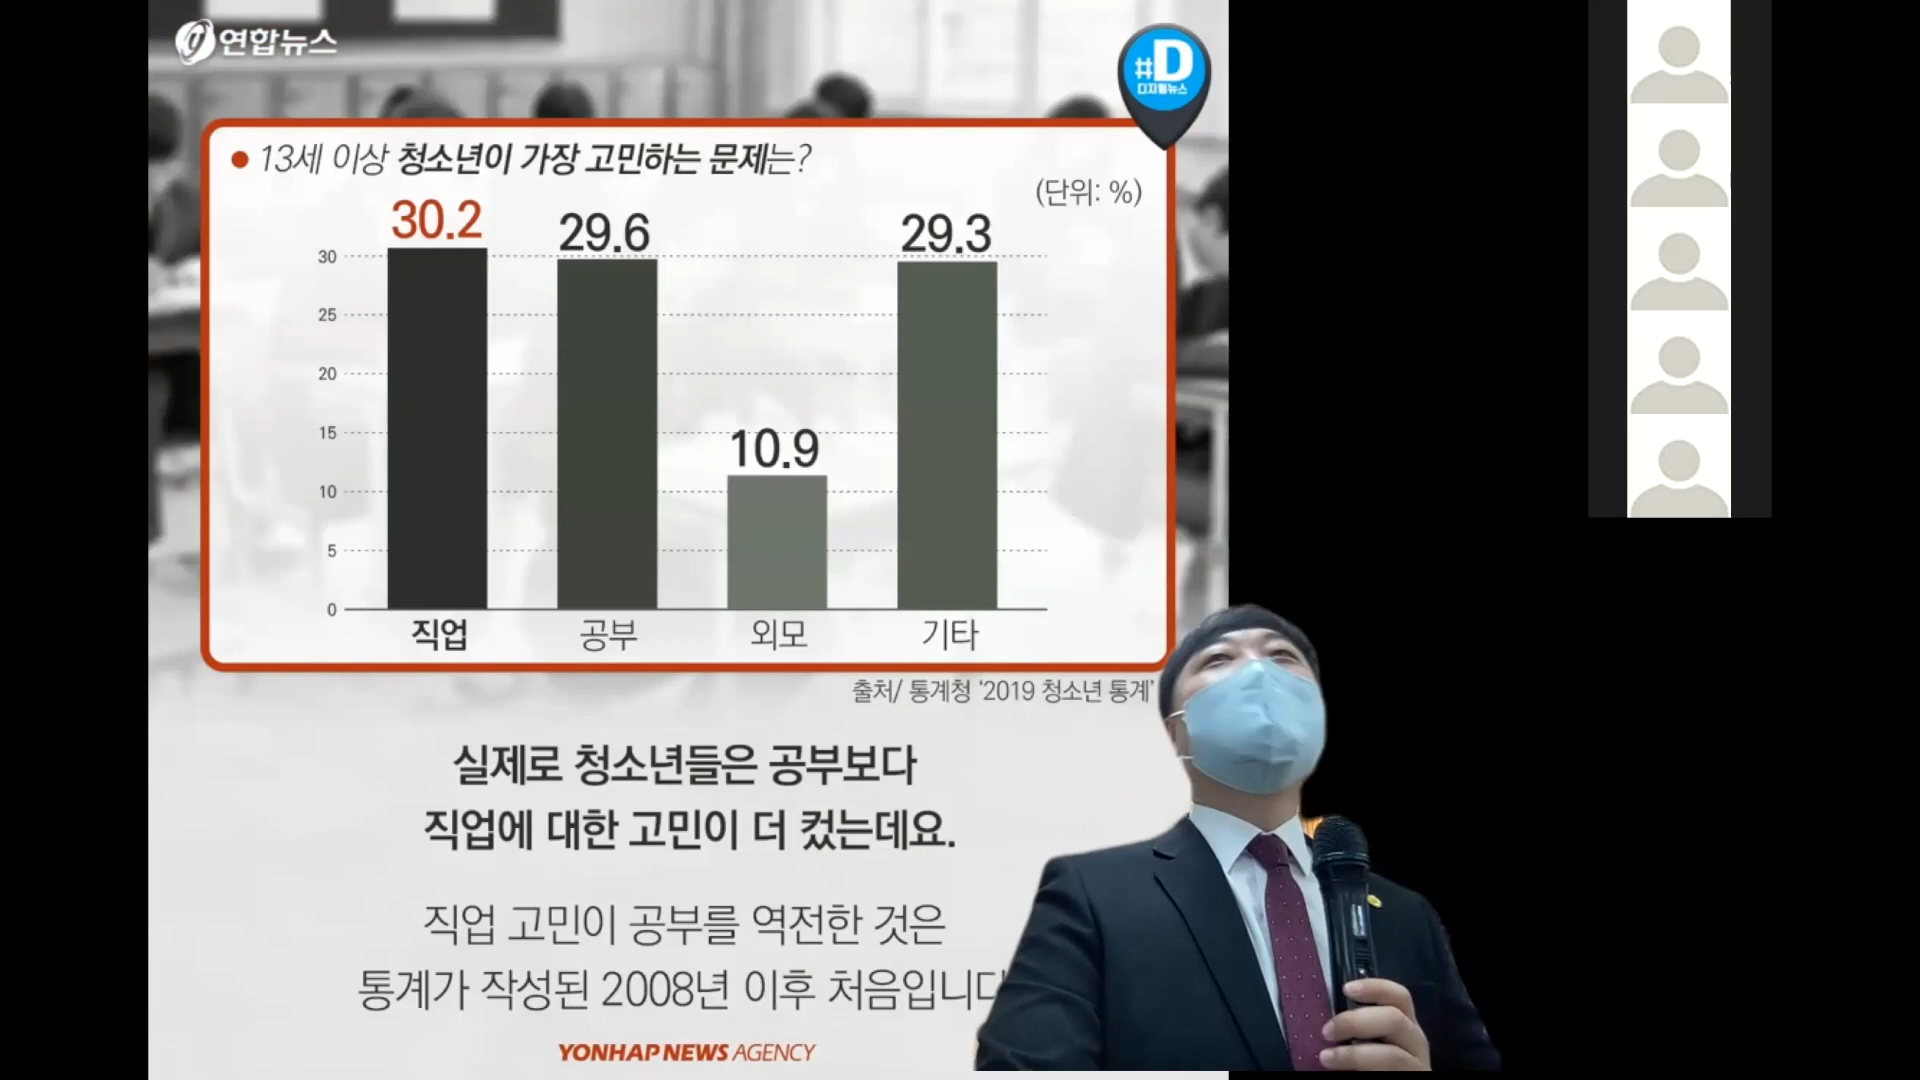 연합뉴스
#D
디지털뉴스
13세 이상 청소년이 가장 고민하는 문제는?
(단위: %)
30.2
29.6
10.9
29.3
30
25
20
15
10
5
0
직업
공부
외모
기타
출처/ 통계청 '2019 청소년 통계'
실제로 청소년들은 공부보다
직업에 대한 고민이 더 컸는데요.
직업 고민이 공부를 역전한 것은
통계가 작성된 2008년 이후 처음입니다
YONHAP NEWS AGENCY